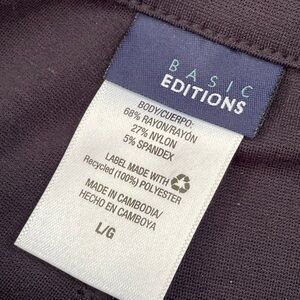 BASIC
EDITIONS
BODY/CUERPO:
68% RAYON/RAYÓN
27% NYLON
5% SPANDEX
LABEL MADE WITH
Recycled (100%) POLYESTER
MADE IN CAMBODIA/
HECHO EN CAMBOYA
L/G